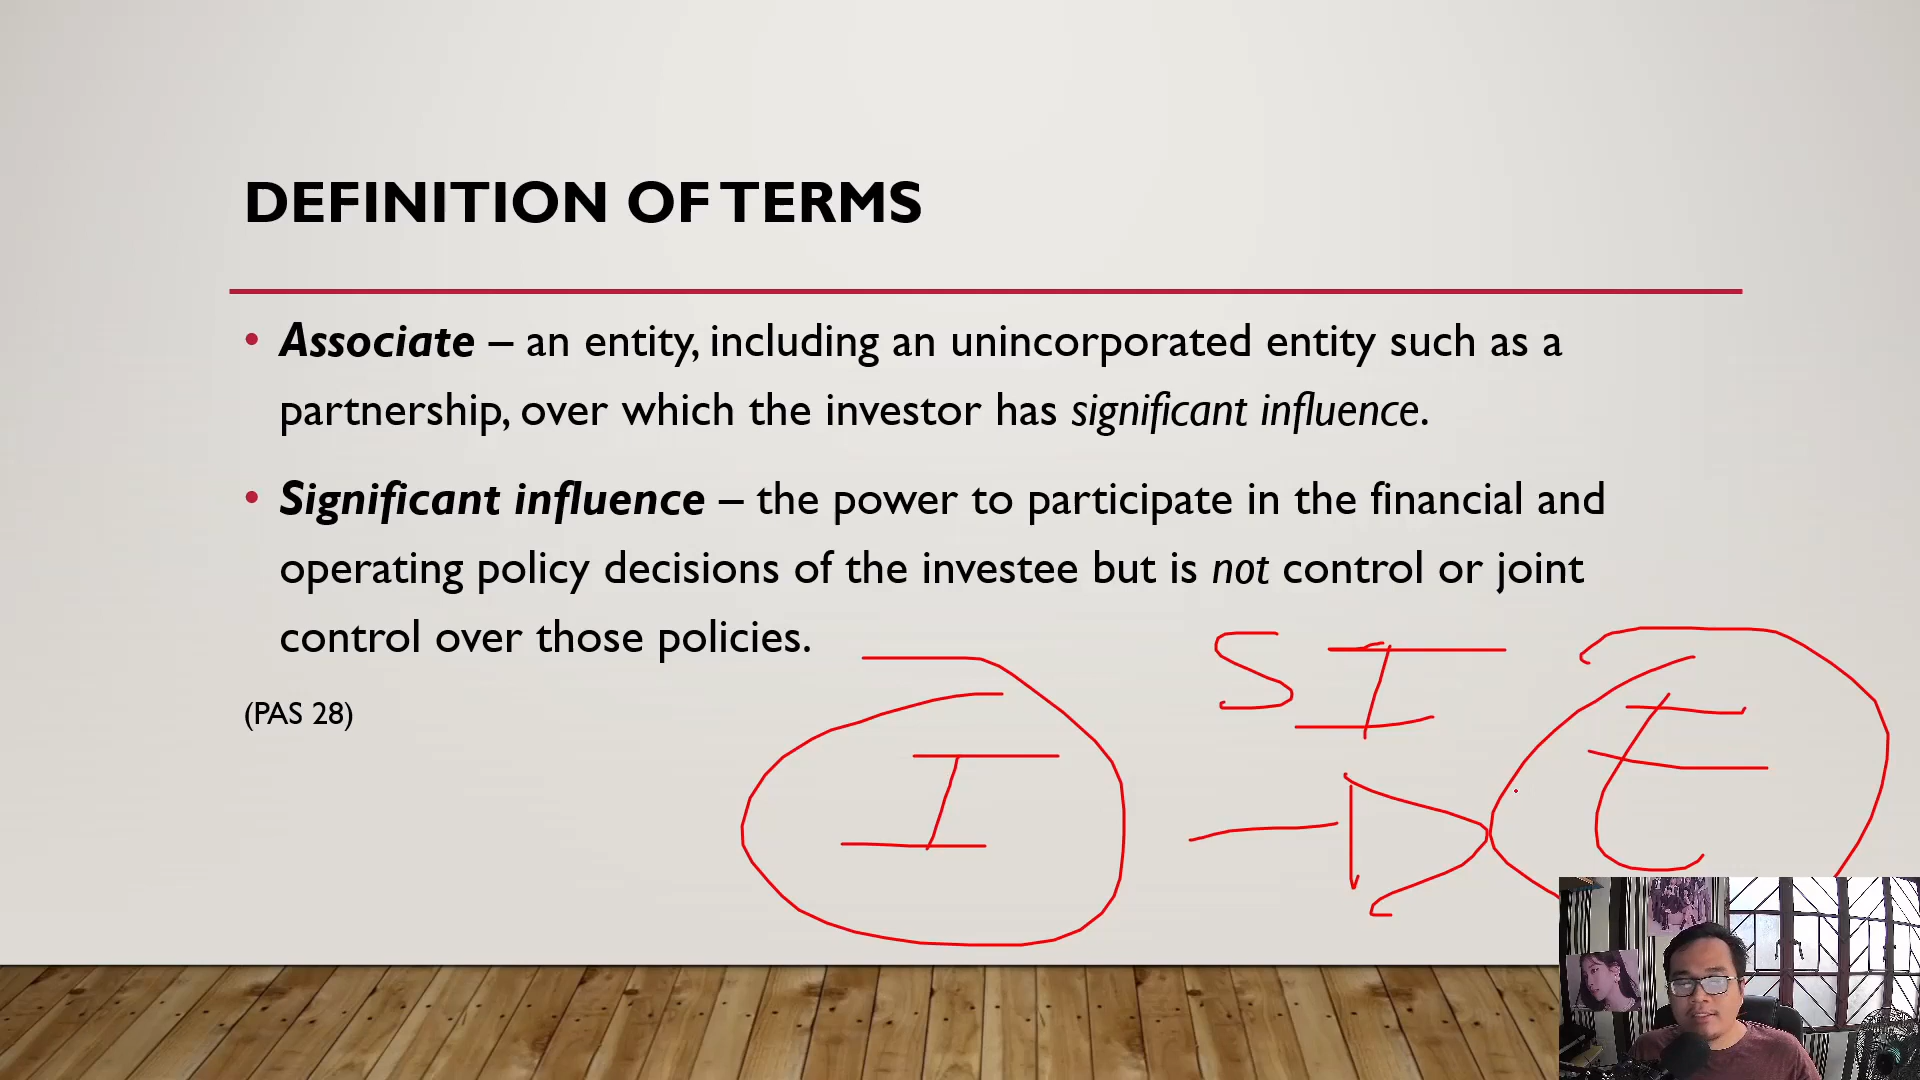 DEFINITION OF TERMS
• Associate – an entity, including an unincorporated entity such as a
partnership, over which the investor has significant influence.
• Significant influence – the power to participate in the financial and
operating policy decisions of the investee but is not control or joint
control over those policies.
(PAS 28)
SI
I
E